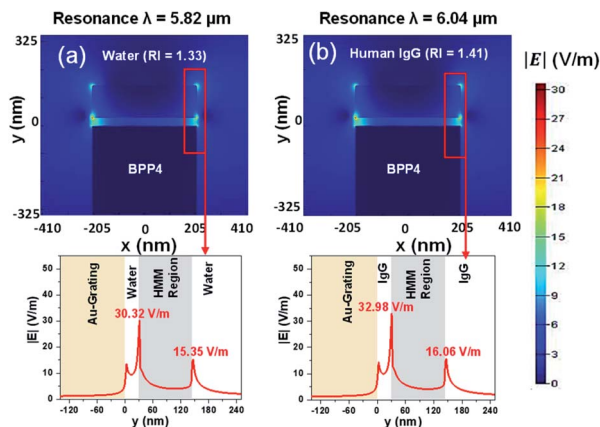 Resonance λ = 5.82 µm
Resonance λ = 6.04 µm
(a)
Water (RI = 1.33)
BPP4
325
0
-325
y (nm)
-410
-205
0
205
410
x (nm)
(b)
Human IgG (RI = 1.41)
BPP4
325
0
-325
y (nm)
-205
0
205
410
x (nm)
|E| (V/m)
30
27
24
21
18
15
12
9
6
3
0
Au-Grating
Water
HMM
Region
Water
30.32 V/m
15.35 V/m
50
40
30
20
10
0
|E| (V/m)
-120
-60
0
60
120
180
240
y (nm)
Au-Grating
IgG
HMM
Region
IgG
32.98 V/m
16.06 V/m
50
40
30
20
10
0
|E| (V/m)
-120
-60
0
60
120
180
240
y (nm)